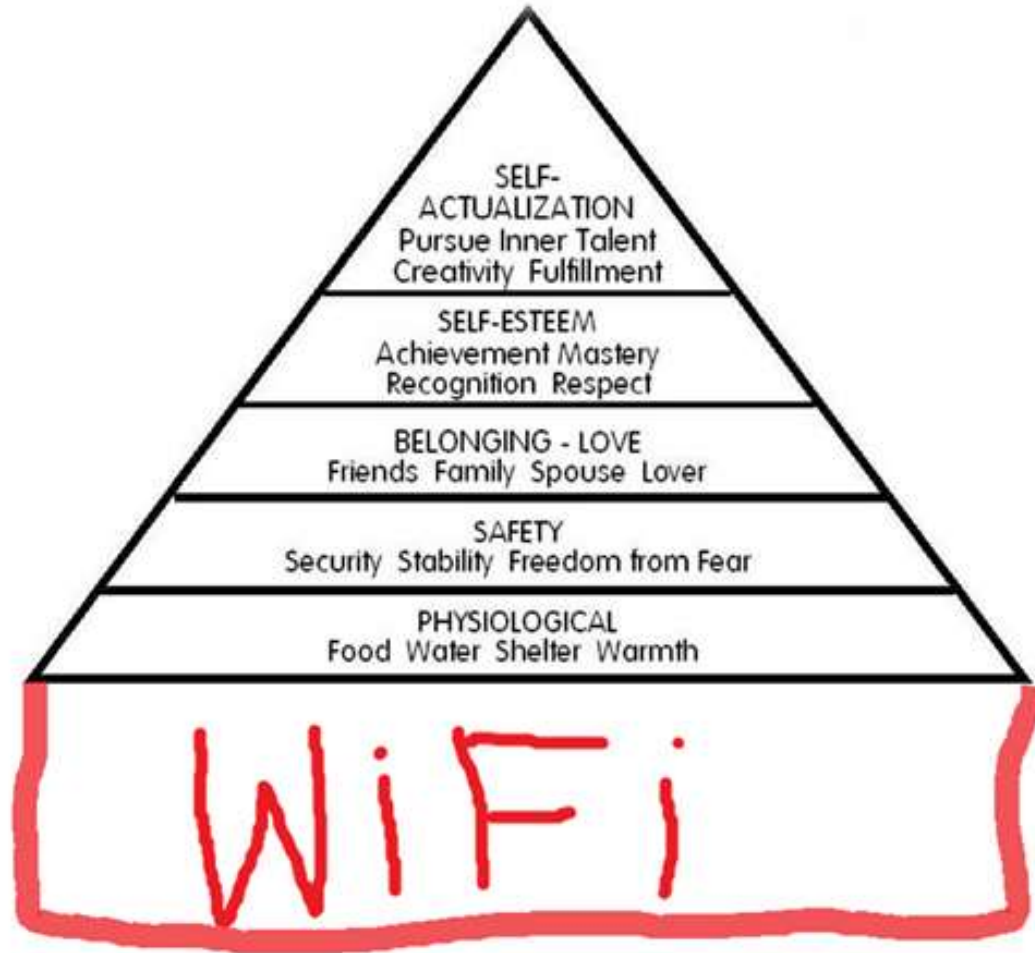 SELF-
ACTUALIZATION
Pursue Inner Talent
Creativity Fulfillment
SELF-ESTEEM
Achievement Mastery
Recognition Respect
BELONGING - LOVE
Friends Family Spouse Lover
SAFETY
Security Stability Freedom from Fear
PHYSIOLOGICAL
Food Water Shelter Warmth
WiFi